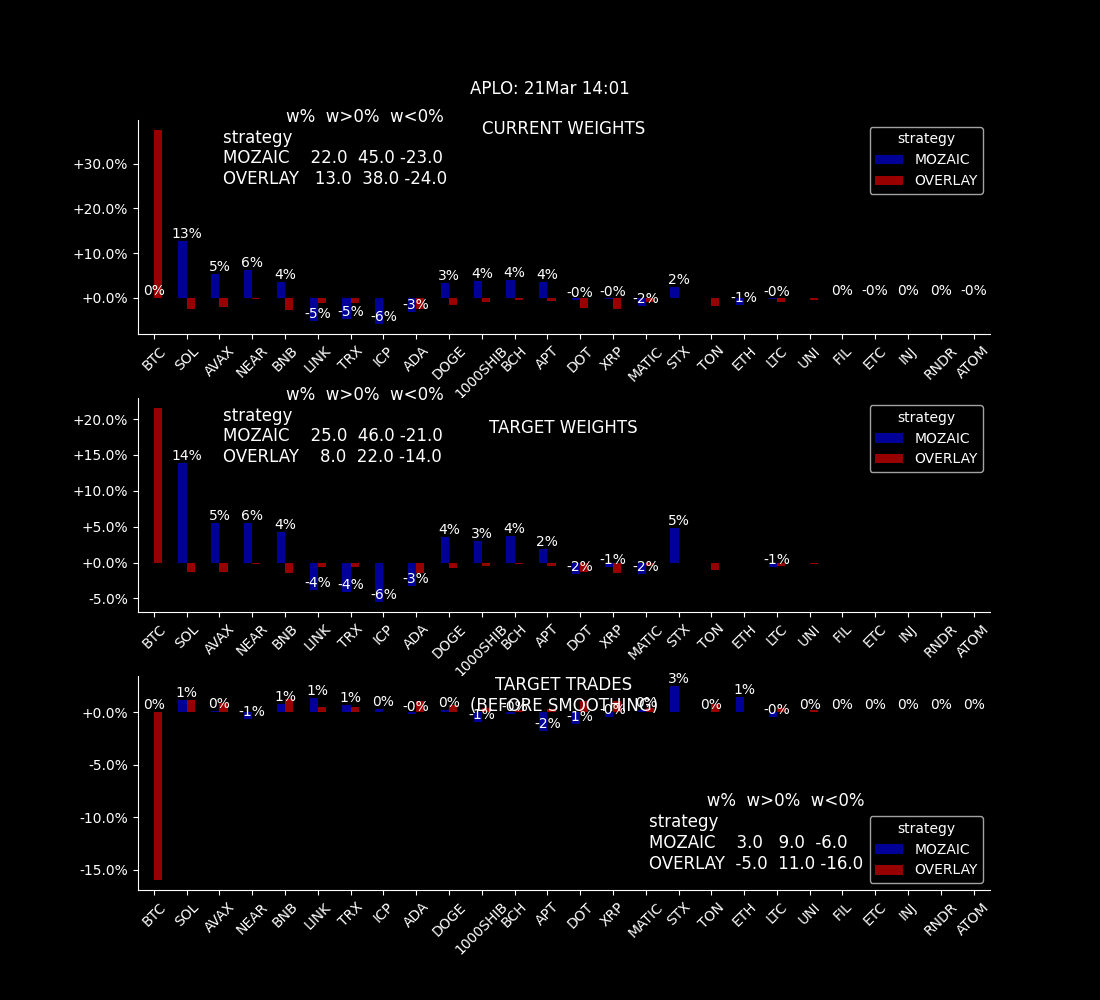 APLO: 21Mar 14:01
CURRENT WEIGHTS
w%  w>0%  w<0%
strategy
MOZAIC    22.0  45.0 -23.0
OVERLAY   13.0  38.0 -24.0
strategy
MOZAIC
OVERLAY
+30.0%
+20.0%
+10.0%
+0.0%
0% 13% 5% 6% 4% -5% -5% -6% -3% 3% 4% 4% 4% -0% -0% -2% 2% -1% -0% 0% -0% 0% 0% -0%
BTC SOL AVAX NEAR BNB LINK TRX ICP ADA DOGE 1000SHIB BCH APT DOT XRP MATIC STX TON ETH LTC UNI FIL ETC INJ RNDR ATOM
TARGET WEIGHTS
w%  w>0%  w<0%
strategy
MOZAIC    25.0  46.0 -21.0
OVERLAY    8.0  22.0 -14.0
strategy
MOZAIC
OVERLAY
+20.0%
+15.0%
+10.0%
+5.0%
+0.0%
-5.0%
14% 5% 6% 4% -4% -4% -6% -3% 4% 3% 4% 2% -2% -1% -2% 5% -1%
BTC SOL AVAX NEAR BNB LINK TRX ICP ADA DOGE 1000SHIB BCH APT DOT XRP MATIC STX TON ETH LTC UNI FIL ETC INJ RNDR ATOM
TARGET TRADES
(BEFORE SMOOTHING)
+0.0%
-5.0%
-10.0%
-15.0%
0% 1% 0% -1% 1% 1% 1% 0% -0% 0% -1% -0% -2% -1% -0% 0% 3% 0% 1% -0% 0% 0% 0% 0% 0% 0%
w%  w>0%  w<0%
strategy
MOZAIC    3.0   9.0  -6.0
OVERLAY  -5.0  11.0 -16.0
strategy
MOZAIC
OVERLAY
BTC SOL AVAX NEAR BNB LINK TRX ICP ADA DOGE 1000SHIB BCH APT DOT XRP MATIC STX TON ETH LTC UNI FIL ETC INJ RNDR ATOM